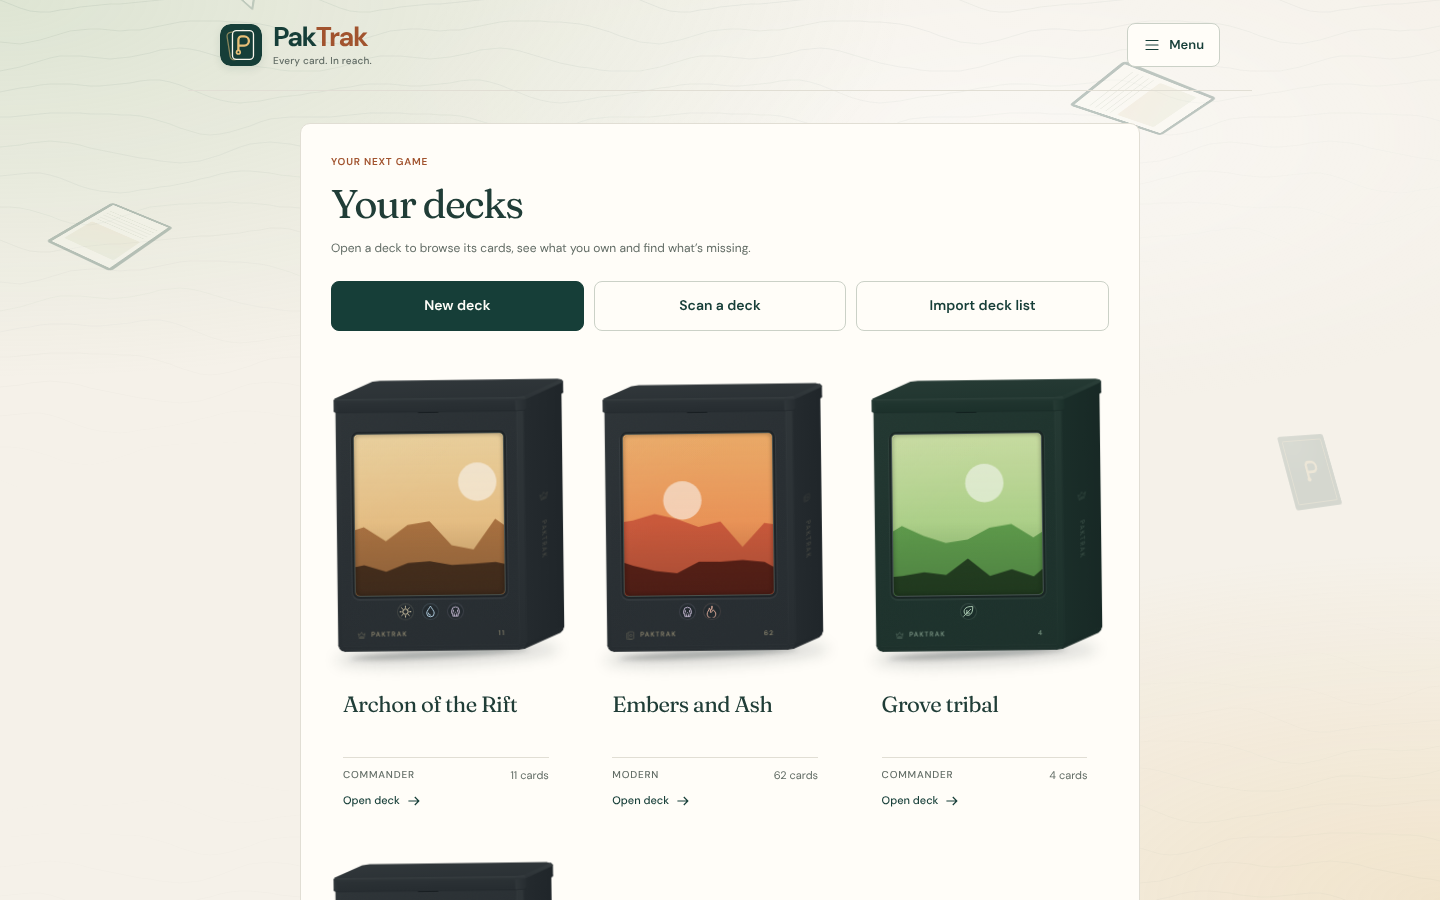 PakTrak
Every card. In reach.
Menu
YOUR NEXT GAME
Your decks
Open a deck to browse its cards, see what you own and find what's missing.
New deck
Scan a deck
Import deck list
PAKTRAK
PAKTRAK 11
PAKTRAK
PAKTRAK 62
PAKTRAK
PAKTRAK 4
Archon of the Rift
Embers and Ash
Grove tribal
COMMANDER 11 cards
MODERN 62 cards
COMMANDER 4 cards
Open deck →
Open deck →
Open deck →